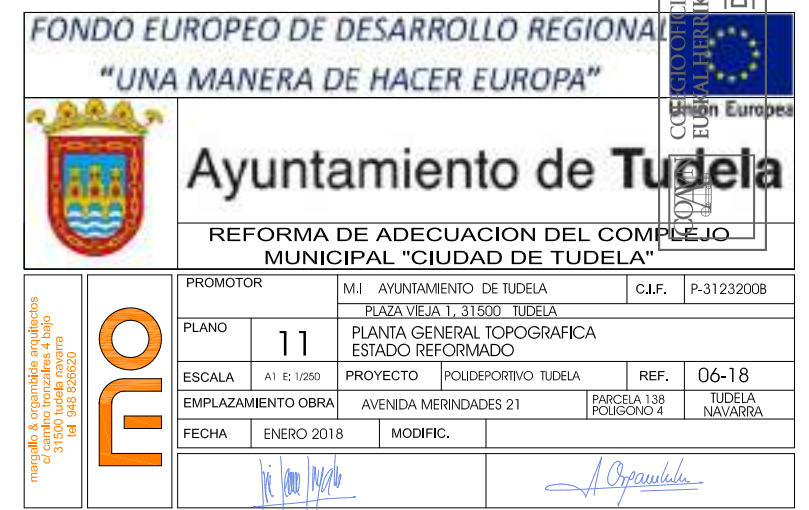 FONDO EUROPEO DE DESARROLLO REGIONAL
"UNA MANERA DE HACER EUROPA"
Unión Europea
Ayuntamiento de Tudela
REFORMA DE ADECUACION DEL COMPLEJO
MUNICIPAL "CIUDAD DE TUDELA"
margallo & orgambide arquitectos
c/ camino tronzaires 4 bajo
31500 tudela navarra
tel 948 826620
mo
PROMOTOR M.I AYUNTAMIENTO DE TUDELA C.I.F. P-3123200B
PLAZA VIEJA 1, 31500 TUDELA
PLANO 11 PLANTA GENERAL TOPOGRAFICA
ESTADO REFORMADO
ESCALA A1 E: 1/250 PROYECTO POLIDEPORTIVO TUDELA REF. 06-18
EMPLAZAMIENTO OBRA AVENIDA MERINDADES 21 PARCELA 138 POLIGONO 4 TUDELA NAVARRA
FECHA ENERO 2018 MODIFIC.